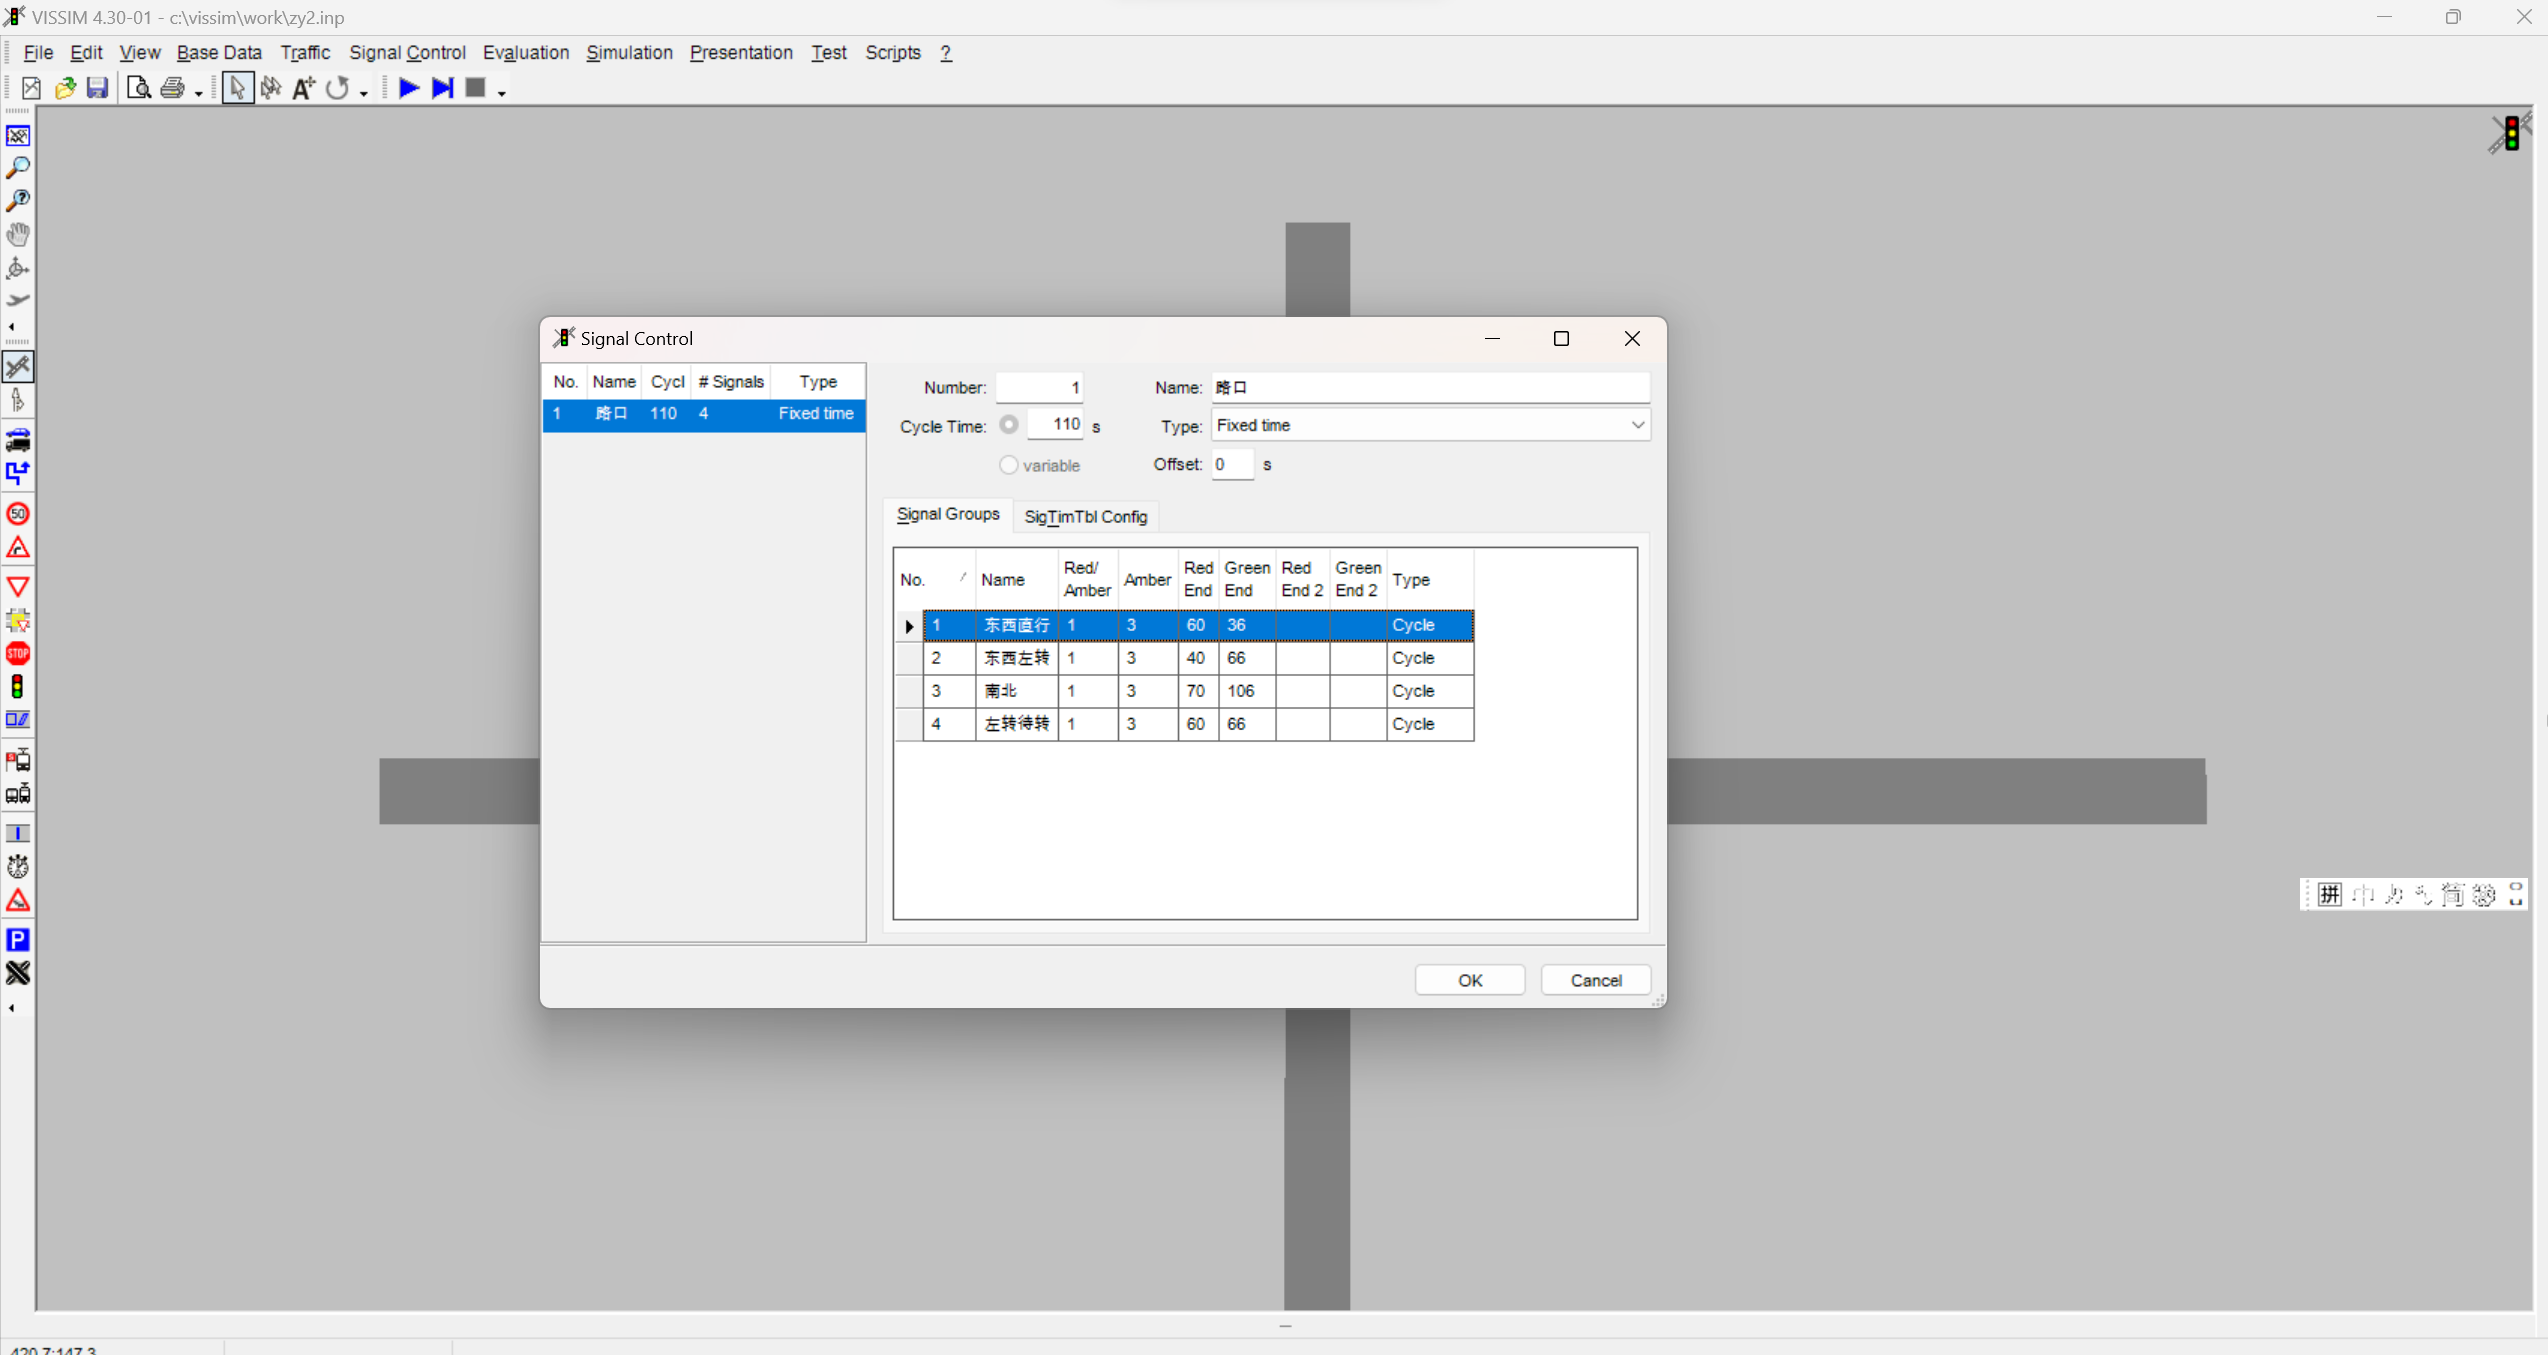 VISSIM 4.30-01 - c:\vissim\work\zy2.inp
File Edit View Base Data Traffic Signal Control Evaluation Simulation Presentation Test Scripts ?
Signal Control
No. Name Cycl # Signals Type
1 路口 110 4 Fixed time
Number: 1 Name: 路口
Cycle Time: 110 s Type: Fixed time
variable Offset: 0 s
Signal Groups SigTimTbl Config
No. Name Red/ Amber Amber Red End Green End Red End 2 Green End 2 Type
1 东西直行 1 3 60 36 Cycle
2 东西左转 1 3 40 66 Cycle
3 南北 1 3 70 106 Cycle
4 左转待转 1 3 60 66 Cycle
OK Cancel
50
STOP
P
拼 中 简